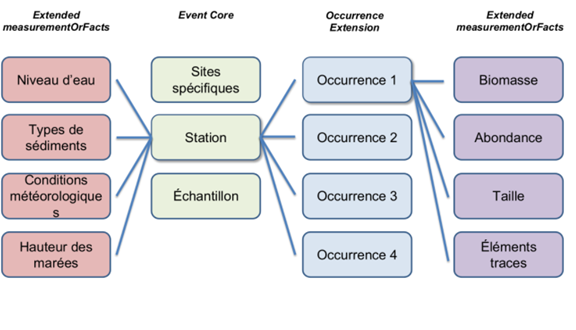 Extended
measurementOrFacts
Event Core
Occurrence
Extension
Extended
measurementOrFacts
Niveau d'eau
Sites
spécifiques
Occurrence 1
Biomasse
Types de
sédiments
Station
Occurrence 2
Abondance
Conditions
météorologique
s
Échantillon
Occurrence 3
Taille
Hauteur des
marées
Occurrence 4
Éléments
traces